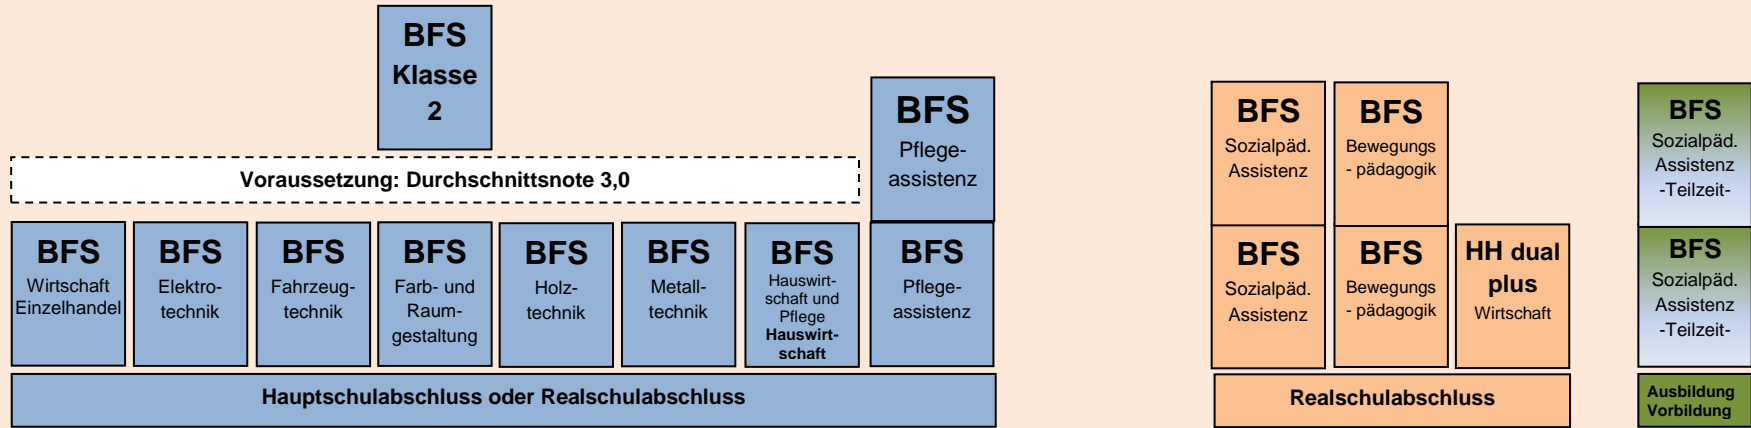 BFS
Klasse
2
BFS
Pflege-
assistenz
BFS
Sozialpäd.
Assistenz
BFS
Bewegungs
- pädagogik
BFS
Sozialpäd.
Assistenz
-Teilzeit-
Voraussetzung: Durchschnittsnote 3,0
BFS
Wirtschaft
Einzelhandel
BFS
Elektro-
technik
BFS
Fahrzeug-
technik
BFS
Farb- und
Raum-
gestaltung
BFS
Holz-
technik
BFS
Metall-
technik
BFS
Hauswirt-
schaft und
Pflege
Hauswirt-
schaft
BFS
Pflege-
assistenz
BFS
Sozialpäd.
Assistenz
BFS
Bewegungs
- pädagogik
HH dual
plus
Wirtschaft
BFS
Sozialpäd.
Assistenz
-Teilzeit-
Hauptschulabschluss oder Realschulabschluss
Realschulabschluss
Ausbildung
Vorbildung